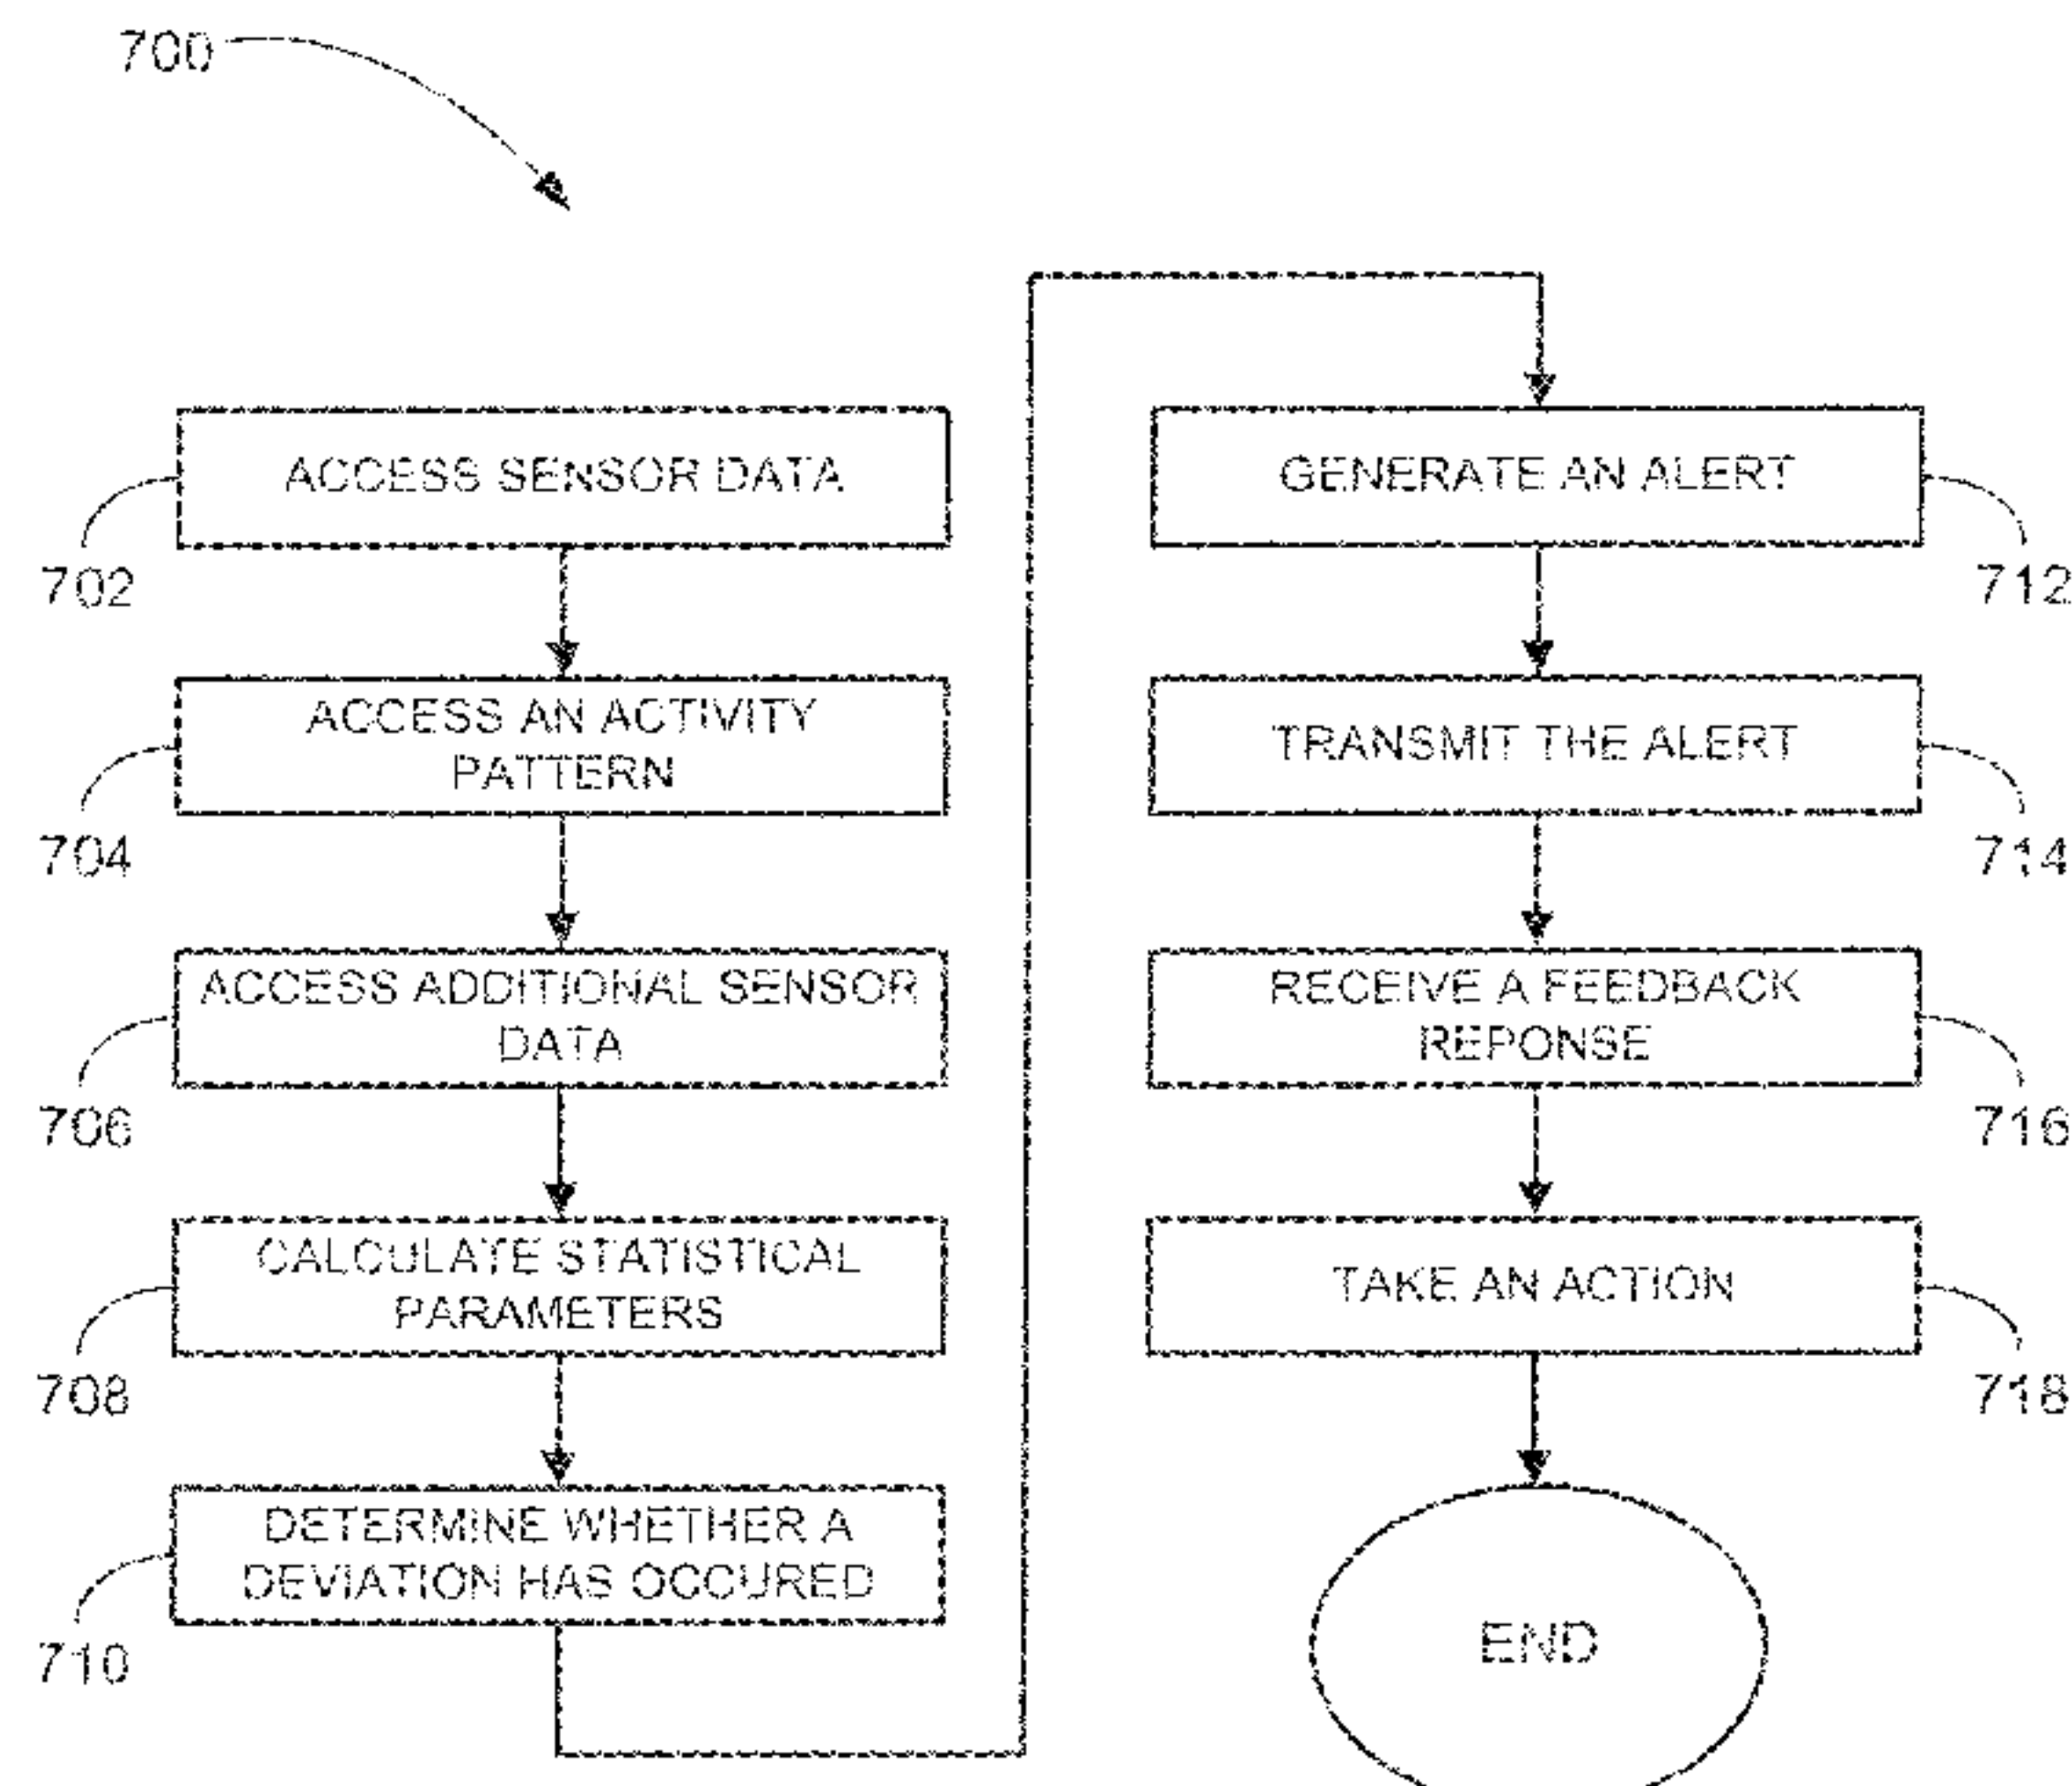 700
ACCESS SENSOR DATA
702
ACCESS AN ACTIVITY
PATTERN
704
ACCESS ADDITIONAL SENSOR
DATA
706
CALCULATE STATISTICAL
PARAMETERS
708
DETERMINE WHETHER A
DEVIATION HAS OCCURED
710
GENERATE AN ALERT
712
TRANSMIT THE ALERT
714
RECEIVE A FEEDBACK
REPONSE
716
TAKE AN ACTION
718
END